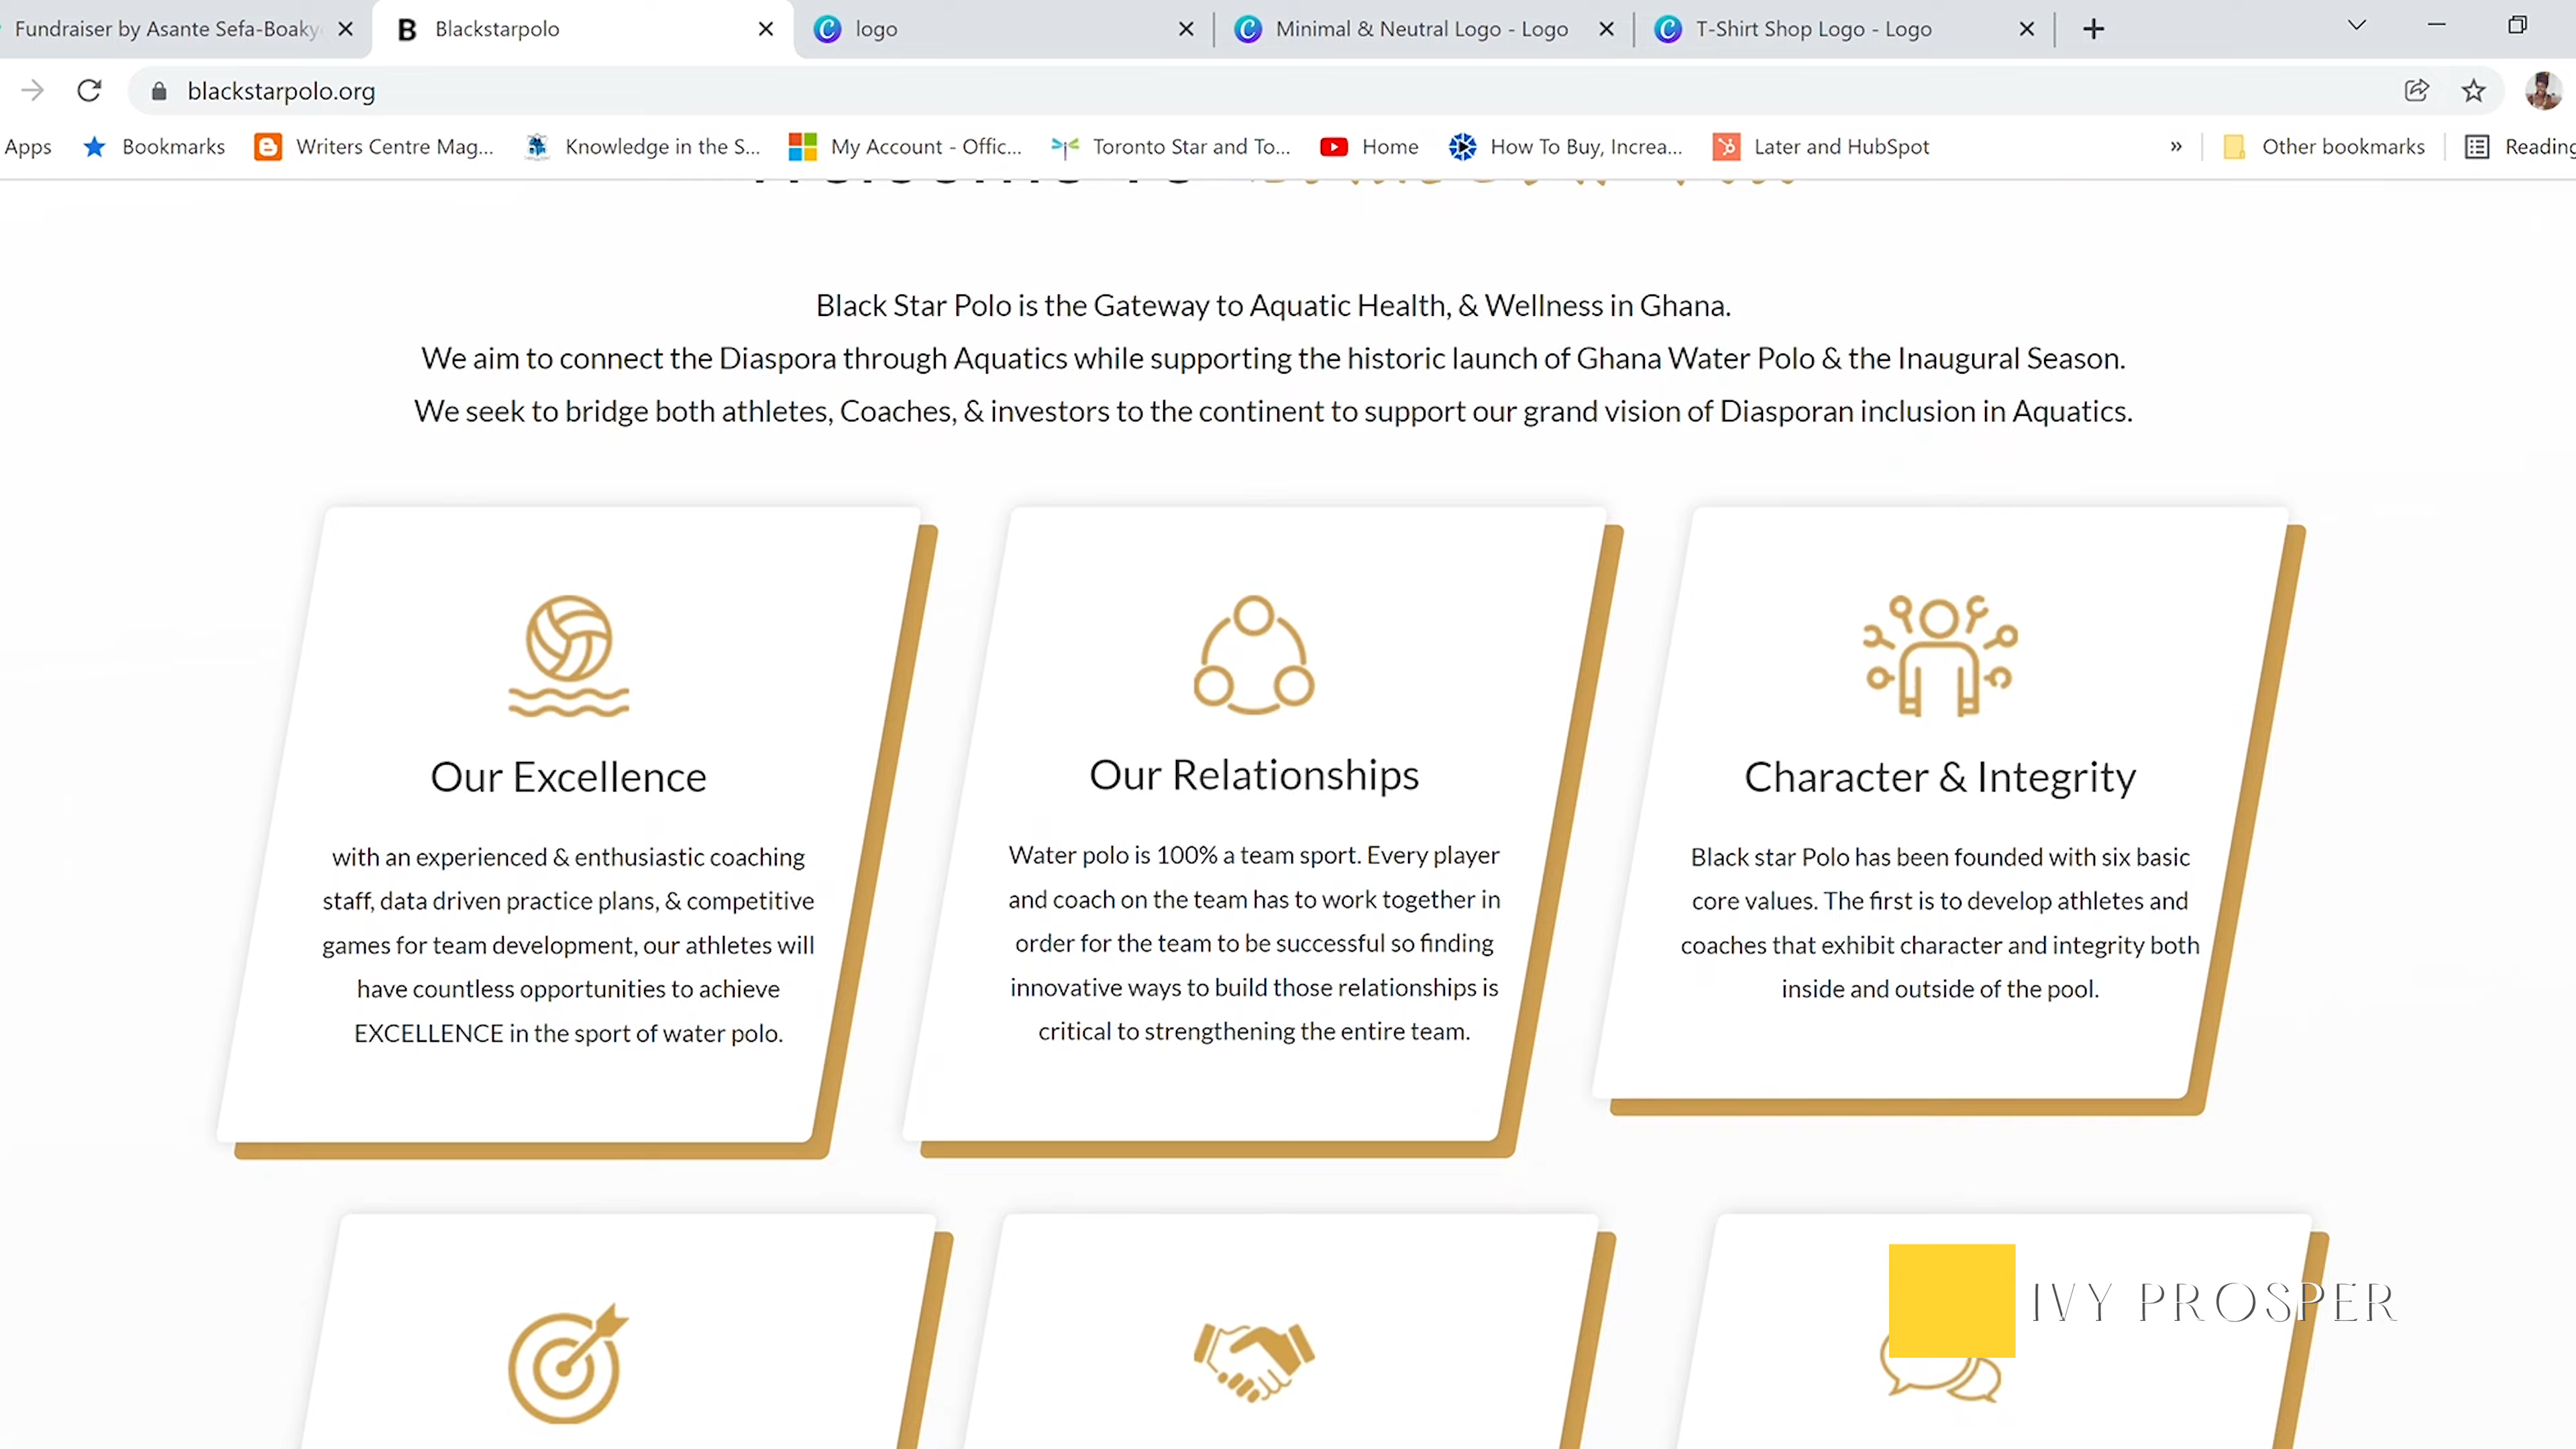 Fundraiser by Asante Sefa-Boaky
B Blackstarpolo
logo
Minimal & Neutral Logo - Logo
T-Shirt Shop Logo - Logo
blackstarpolo.org
Apps
Bookmarks
Writers Centre Mag...
Knowledge in the S...
My Account - Offic...
Toronto Star and To...
Home
How To Buy, Increa...
Later and HubSpot
»
Other bookmarks
Reading
Black Star Polo is the Gateway to Aquatic Health, & Wellness in Ghana.
We aim to connect the Diaspora through Aquatics while supporting the historic launch of Ghana Water Polo & the Inaugural Season.
We seek to bridge both athletes, Coaches, & investors to the continent to support our grand vision of Diasporan inclusion in Aquatics.
Our Excellence
with an experienced & enthusiastic coaching
staff, data driven practice plans, & competitive
games for team development, our athletes will
have countless opportunities to achieve
EXCELLENCE in the sport of water polo.
Our Relationships
Water polo is 100% a team sport. Every player
and coach on the team has to work together in
order for the team to be successful so finding
innovative ways to build those relationships is
critical to strengthening the entire team.
Character & Integrity
Black star Polo has been founded with six basic
core values. The first is to develop athletes and
coaches that exhibit character and integrity both
inside and outside of the pool.
IVY PROSPER